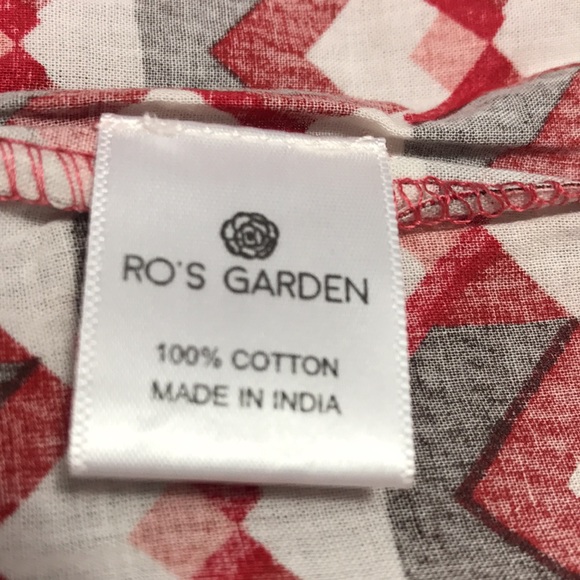 RO'S GARDEN
100% COTTON
MADE IN INDIA